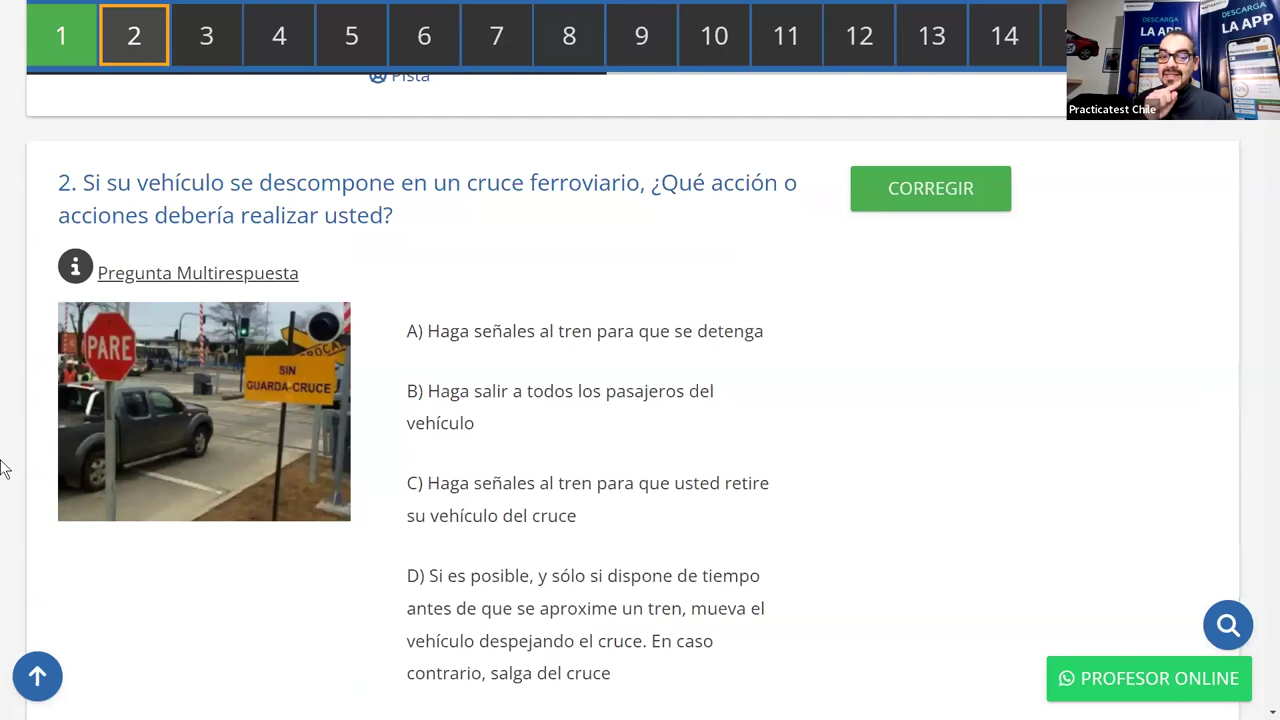 1 2 3 4 5 6 7 8 9 10 11 12 13 14
DESCARGA
LA APP
DESCARGA
LA APP
Practicatest Chile
Pista
2. Si su vehículo se descompone en un cruce ferroviario, ¿Qué acción o
acciones debería realizar usted?
CORREGIR
Pregunta Multirespuesta
PARE
SIN
GUARDA-CRUCE
A) Haga señales al tren para que se detenga
B) Haga salir a todos los pasajeros del
vehículo
C) Haga señales al tren para que usted retire
su vehículo del cruce
D) Si es posible, y sólo si dispone de tiempo
antes de que se aproxime un tren, mueva el
vehículo despejando el cruce. En caso
contrario, salga del cruce
PROFESOR ONLINE